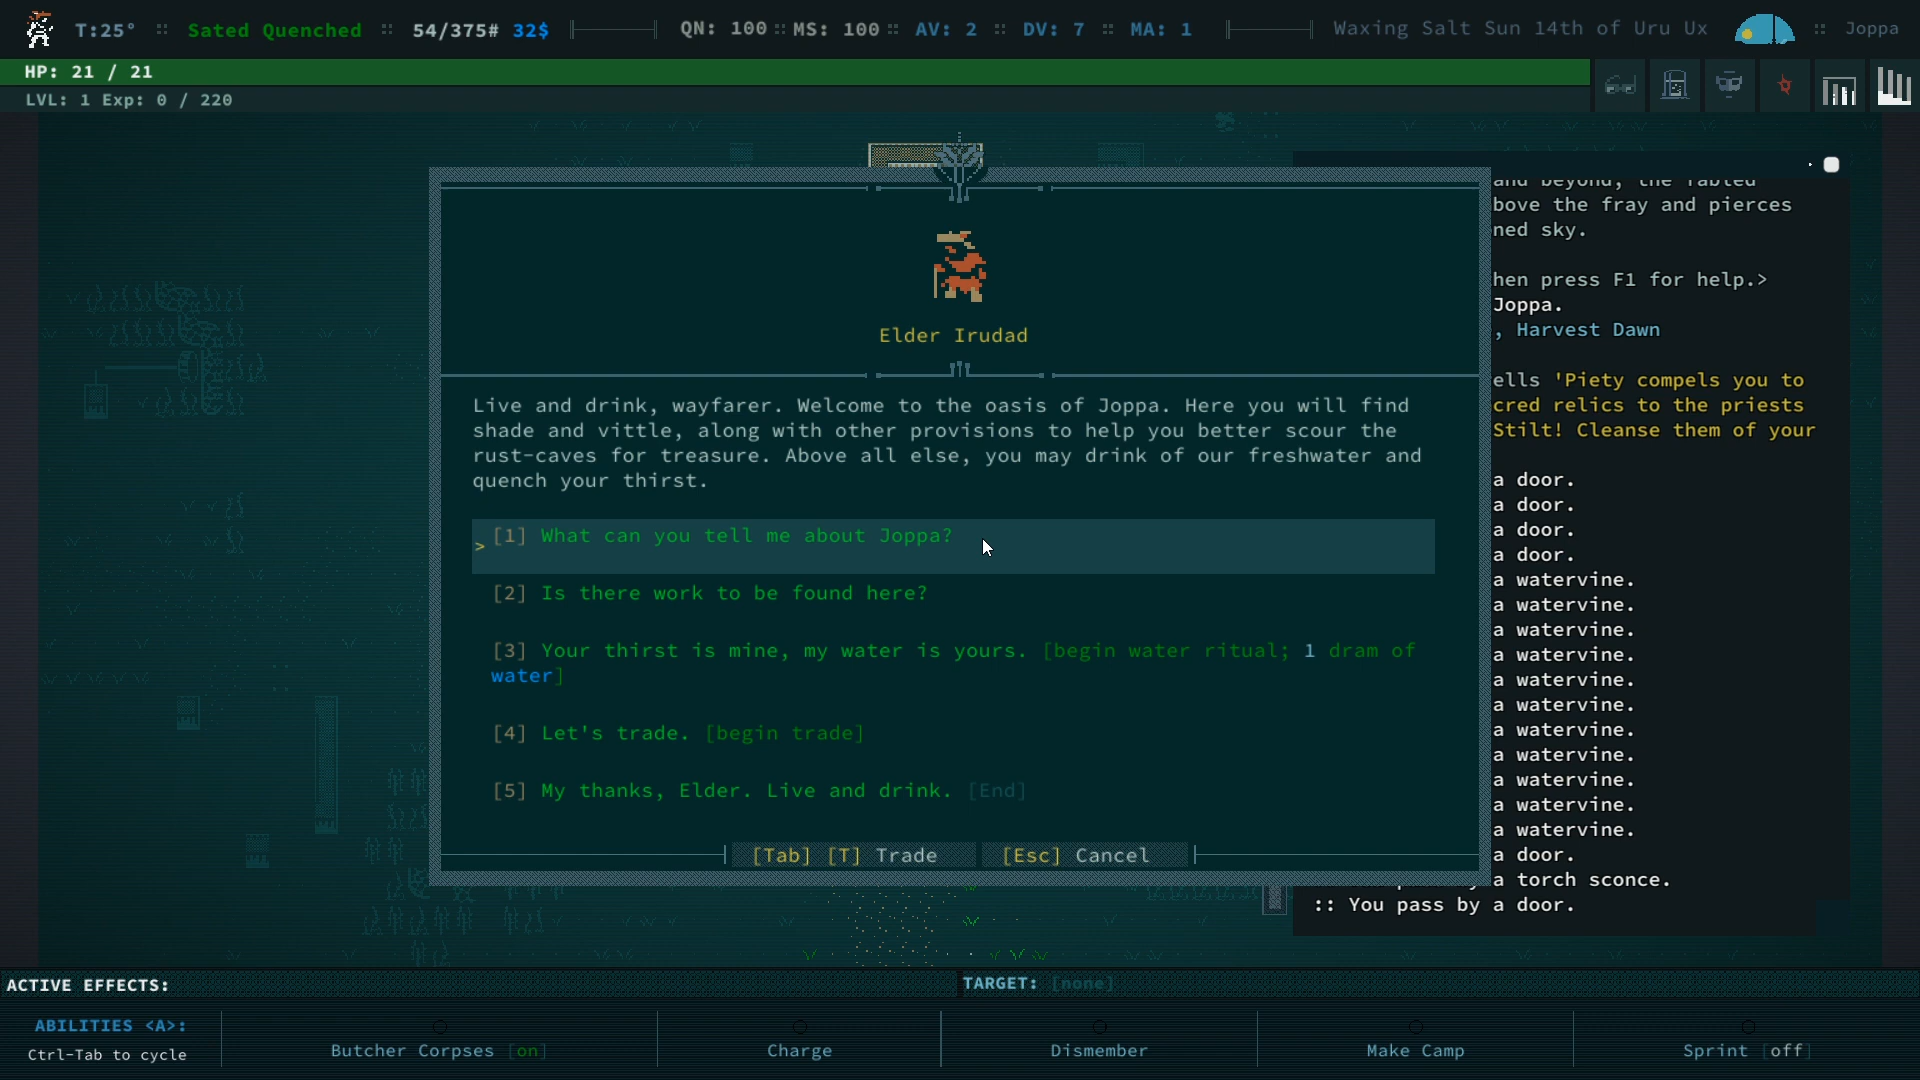 T:25° :: Sated Quenched :: 54/375# 32$ QN: 100 :: MS: 100 :: AV: 2 :: DV: 7 :: MA: 1 Waxing Salt Sun 14th of Uru Ux :: Joppa
HP: 21 / 21
LVL: 1 Exp: 0 / 220
Elder Irudad
Live and drink, wayfarer. Welcome to the oasis of Joppa. Here you will find
shade and vittle, along with other provisions to help you better scour the
rust-caves for treasure. Above all else, you may drink of our freshwater and
quench your thirst.
> [1] What can you tell me about Joppa?
[2] Is there work to be found here?
[3] Your thirst is mine, my water is yours. [begin water ritual; 1 dram of
water]
[4] Let's trade. [begin trade]
[5] My thanks, Elder. Live and drink. [End]
[Tab] [T] Trade [Esc] Cancel
and beyond, the fabled
bove the fray and pierces
ned sky.
hen press F1 for help.>
Joppa.
, Harvest Dawn
ells 'Piety compels you to
cred relics to the priests
Stilt! Cleanse them of your
a door.
a door.
a door.
a door.
a watervine.
a watervine.
a watervine.
a watervine.
a watervine.
a watervine.
a watervine.
a watervine.
a watervine.
a watervine.
a watervine.
a door.
a torch sconce.
:: You pass by a door.
ACTIVE EFFECTS:
TARGET: [none]
ABILITIES <A>:
Ctrl-Tab to cycle
Butcher Corpses [on]
Charge
Dismember
Make Camp
Sprint [off]